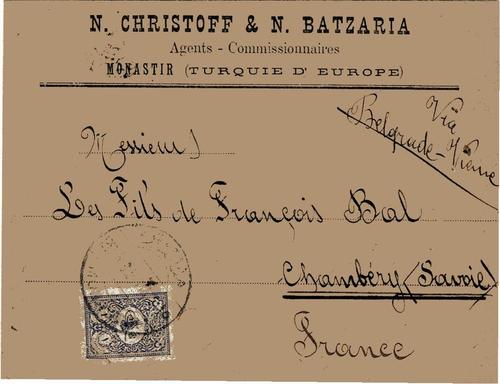 N. CHRISTOFF & N. BATZARIA
Agents - Commissionnaires
MONASTIR (TURQUIE D' EUROPE)
Via
Belgrade-Vienne
Messieurs
Les Fils de François Bal
Chambéry (Savoie)
France